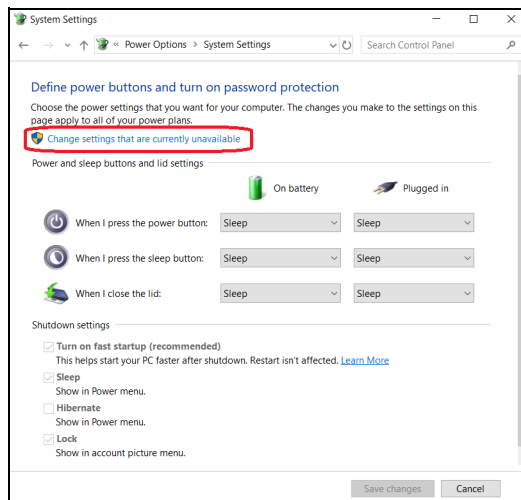 System Settings
« Power Options > System Settings
Search Control Panel
Define power buttons and turn on password protection
Choose the power settings that you want for your computer. The changes you make to the settings on this
page apply to all of your power plans.
Change settings that are currently unavailable
Power and sleep buttons and lid settings
On battery Plugged in
When I press the power button: Sleep Sleep
When I press the sleep button: Sleep Sleep
When I close the lid: Sleep Sleep
Shutdown settings
Turn on fast startup (recommended)
This helps start your PC faster after shutdown. Restart isn't affected. Learn More
Sleep
Show in Power menu.
Hibernate
Show in Power menu.
Lock
Show in account picture menu.
Save changes Cancel